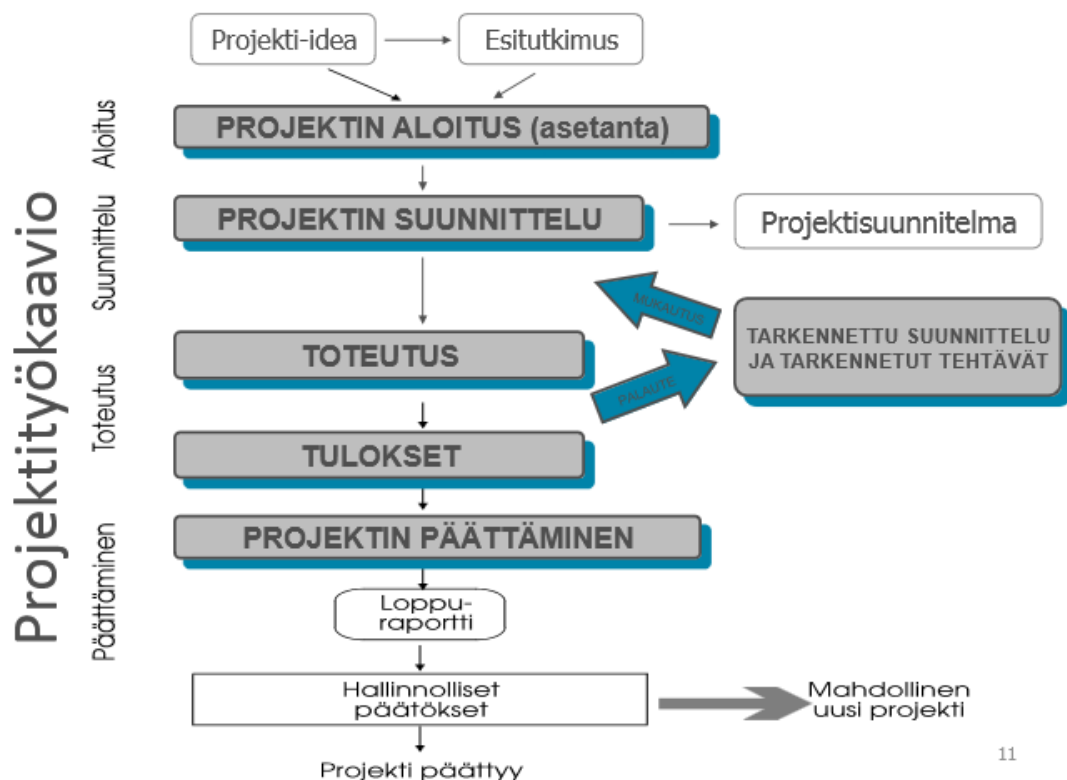 Projektityökaavio
Aloitus
Suunnittelu
Toteutus
Päättäminen
Projekti-idea
Esitutkimus
PROJEKTIN ALOITUS (asetanta)
PROJEKTIN SUUNNITTELU
Projektisuunnitelma
MUKAUTUS
TARKENNETTU SUUNNITTELU
JA TARKENNETUT TEHTÄVÄT
TOTEUTUS
PALAUTE
TULOKSET
PROJEKTIN PÄÄTTÄMINEN
Loppu-
raportti
Hallinnolliset
päätökset
Mahdollinen
uusi projekti
Projekti päättyy
11